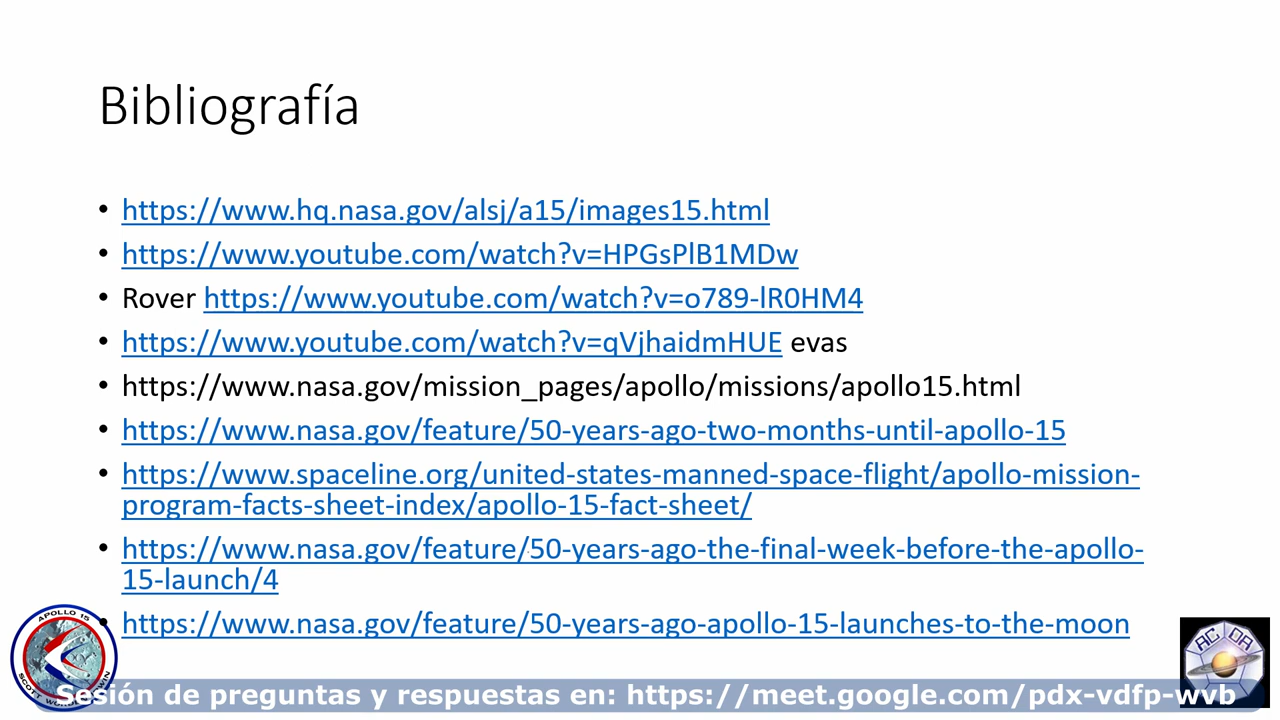 Bibliografía
• https://www.hq.nasa.gov/alsj/a15/images15.html
• https://www.youtube.com/watch?v=HPGsPlB1MDw
• Rover https://www.youtube.com/watch?v=o789-lR0HM4
• https://www.youtube.com/watch?v=qVjhaidmHUE evas
• https://www.nasa.gov/mission_pages/apollo/missions/apollo15.html
• https://www.nasa.gov/feature/50-years-ago-two-months-until-apollo-15
• https://www.spaceline.org/united-states-manned-space-flight/apollo-mission-
program-facts-sheet-index/apollo-15-fact-sheet/
• https://www.nasa.gov/feature/50-years-ago-the-final-week-before-the-apollo-
15-launch/4
• https://www.nasa.gov/feature/50-years-ago-apollo-15-launches-to-the-moon
APOLLO 15
SCOTT
ACDA
Sesión de preguntas y respuestas en: https://meet.google.com/pdx-vdfp-wvb